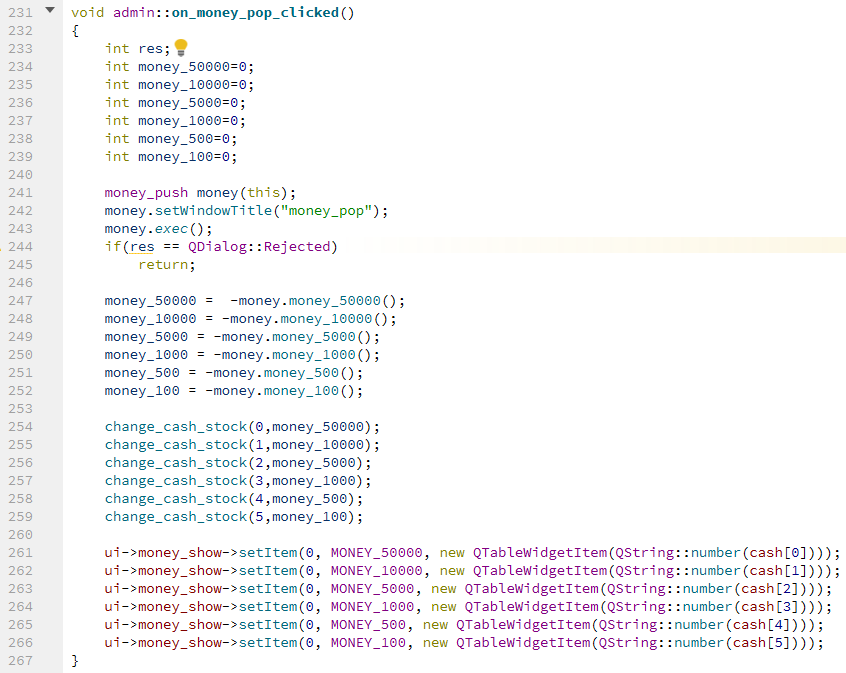 231 void admin::on_money_pop_clicked()
232 {
233     int res;
234     int money_50000=0;
235     int money_10000=0;
236     int money_5000=0;
237     int money_1000=0;
238     int money_500=0;
239     int money_100=0;
240
241     money_push money(this);
242     money.setWindowTitle("money_pop");
243     money.exec();
244     if(res == QDialog::Rejected)
245         return;
246
247     money_50000 =  -money.money_50000();
248     money_10000 = -money.money_10000();
249     money_5000 = -money.money_5000();
250     money_1000 = -money.money_1000();
251     money_500 = -money.money_500();
252     money_100 = -money.money_100();
253
254     change_cash_stock(0,money_50000);
255     change_cash_stock(1,money_10000);
256     change_cash_stock(2,money_5000);
257     change_cash_stock(3,money_1000);
258     change_cash_stock(4,money_500);
259     change_cash_stock(5,money_100);
260
261     ui->money_show->setItem(0, MONEY_50000, new QTableWidgetItem(QString::number(cash[0])));
262     ui->money_show->setItem(0, MONEY_10000, new QTableWidgetItem(QString::number(cash[1])));
263     ui->money_show->setItem(0, MONEY_5000, new QTableWidgetItem(QString::number(cash[2])));
264     ui->money_show->setItem(0, MONEY_1000, new QTableWidgetItem(QString::number(cash[3])));
265     ui->money_show->setItem(0, MONEY_500, new QTableWidgetItem(QString::number(cash[4])));
266     ui->money_show->setItem(0, MONEY_100, new QTableWidgetItem(QString::number(cash[5])));
267 }